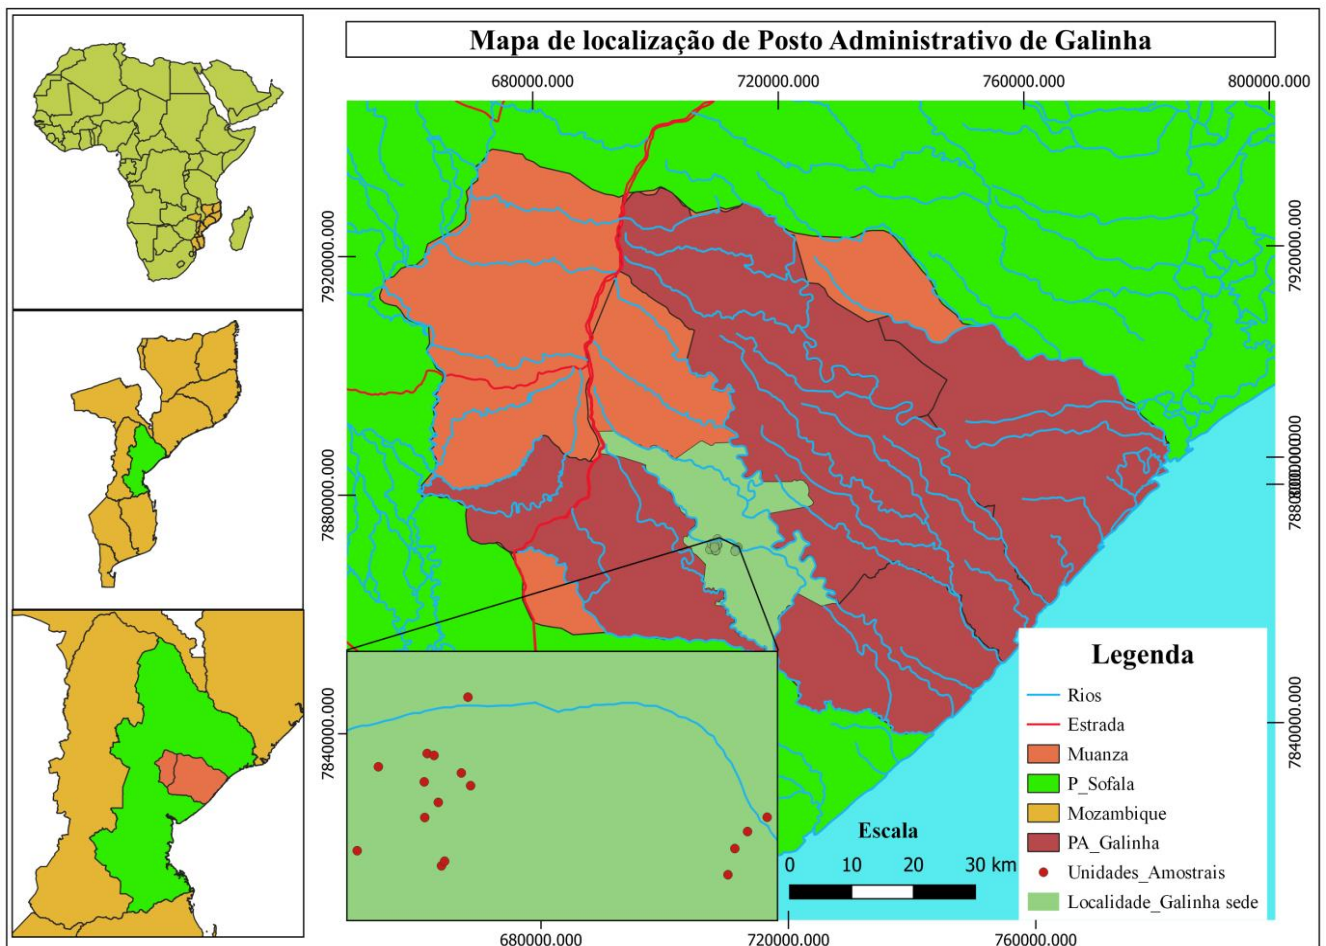 Mapa de localização de Posto Administrativo de Galinha
680000.000
720000.000
760000.000
800000.000
7920000.000
7920000.000
7880000.000
7840000.000
7840000.000
Legenda
Rios
Estrada
Muanza
P_Sofala
Mozambique
PA_Galinha
Unidades_Amostrais
Localidade_Galinha sede
Escala
0 10 20 30 km
680000.000
720000.000
760000.000